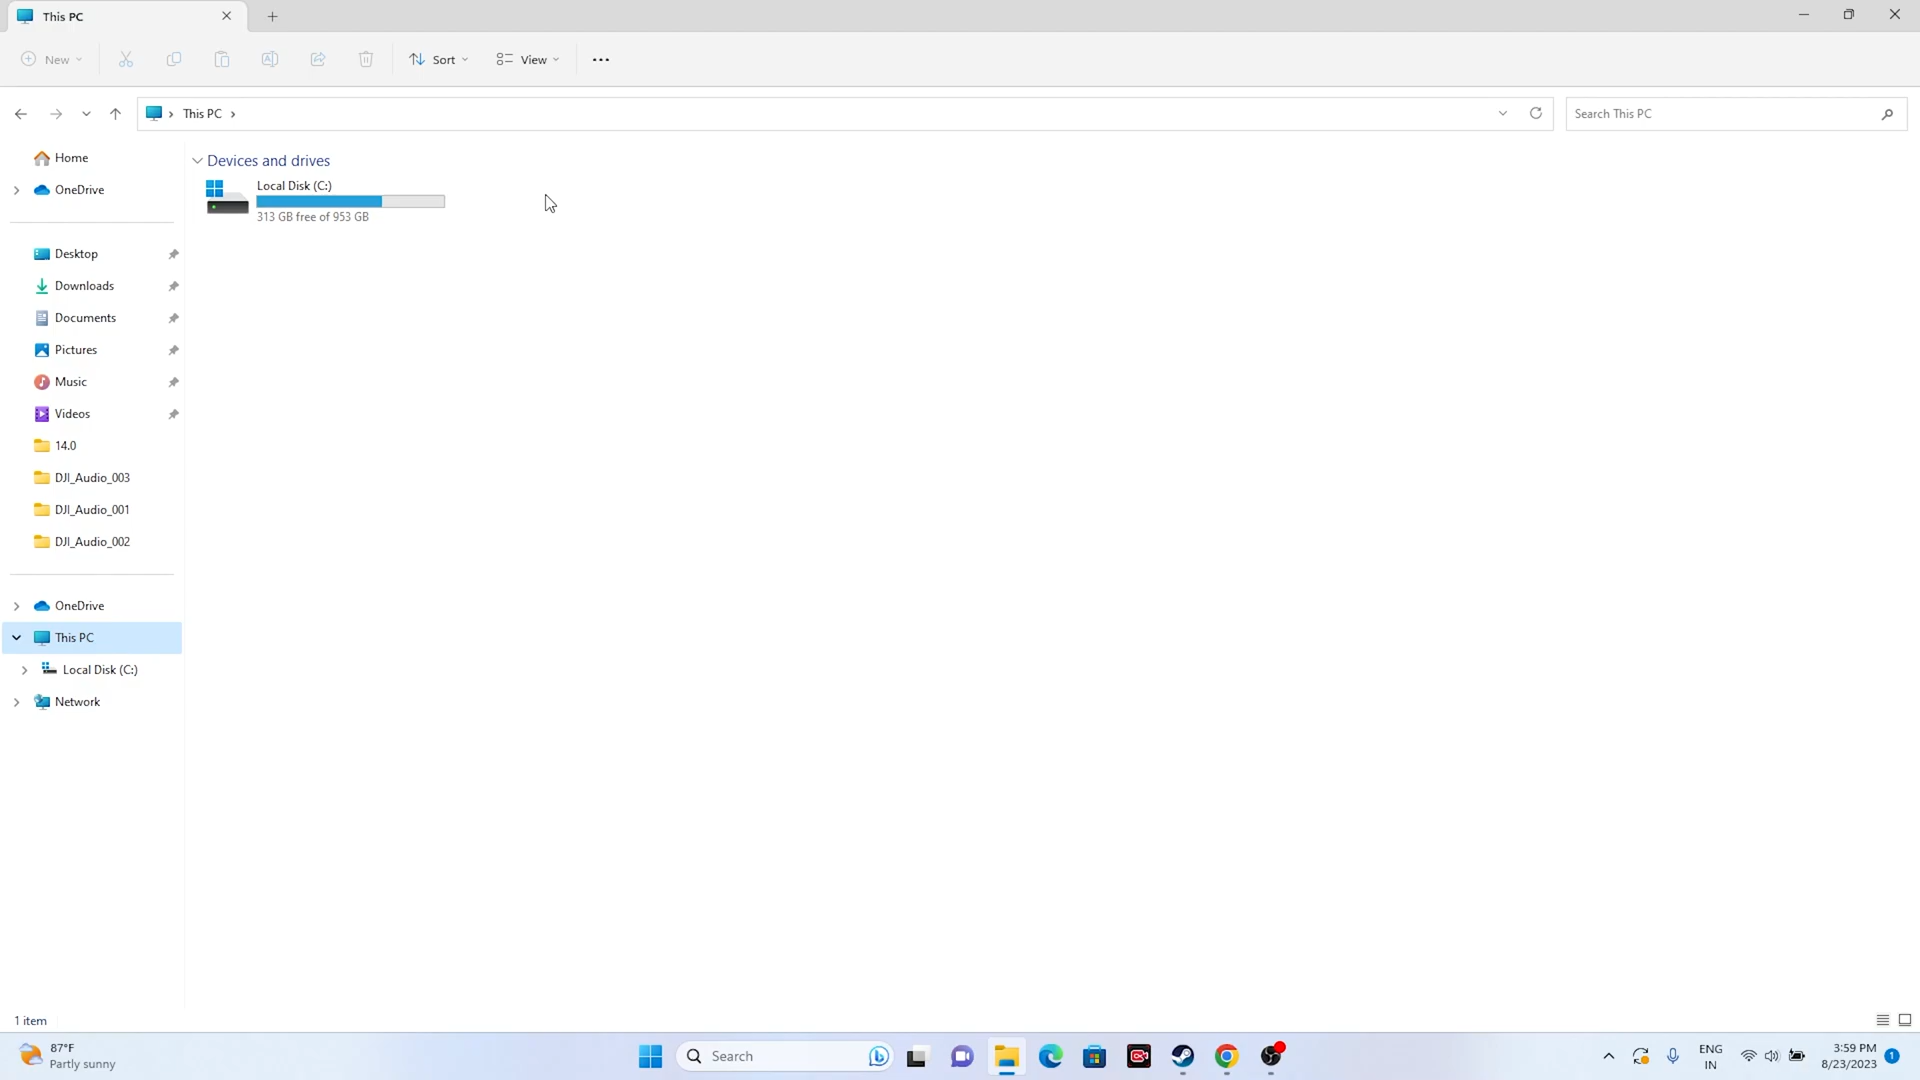 This PC
New
Sort
View
This PC
Search This PC
Home
OneDrive
Desktop
Downloads
Documents
Pictures
Music
Videos
14.0
DJI_Audio_003
DJI_Audio_001
DJI_Audio_002
OneDrive
This PC
Local Disk (C:)
Network
Devices and drives
Local Disk (C:)
313 GB free of 953 GB
1 item
87°F
Partly sunny
Search
ENG
IN
3:59 PM
8/23/2023
1